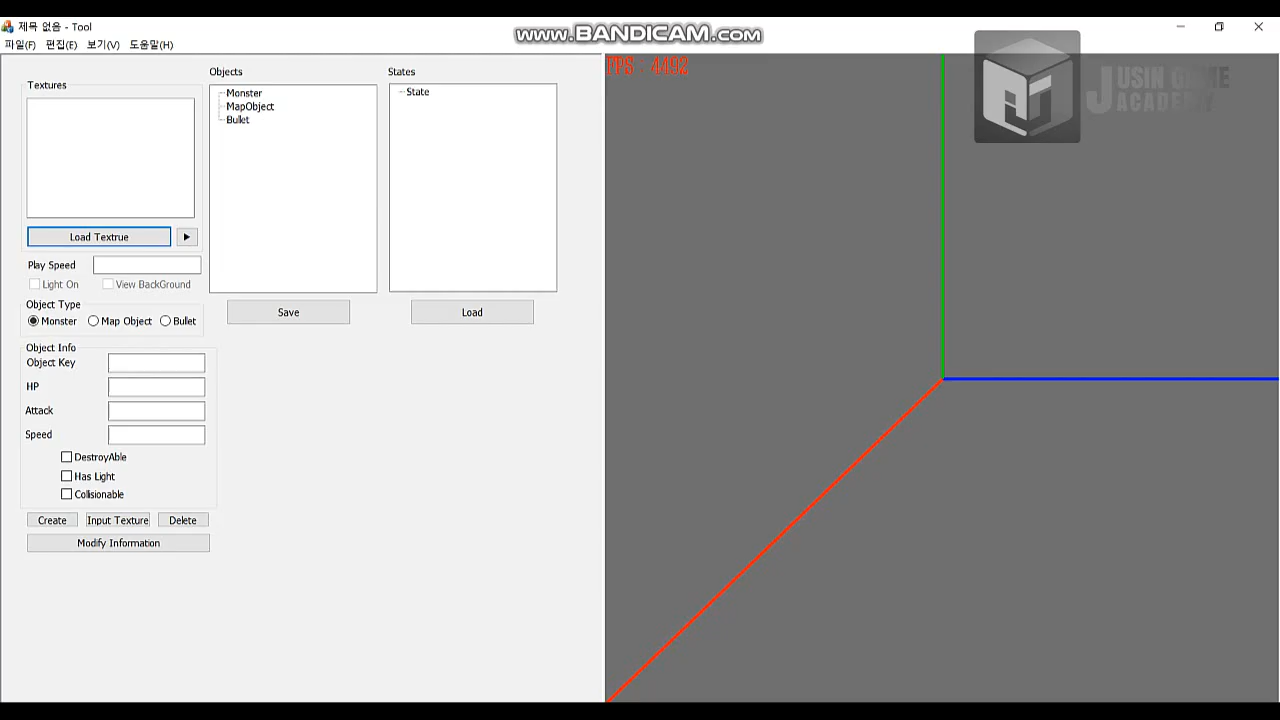 제목 없음 - Tool
www.BANDICAM.com
파일(F) 편집(E) 보기(V) 도움말(H)
FPS : 4492
JUSIN GAME
ACADEMY
Textures
Load Textrue
Play Speed
Light On
View BackGround
Object Type
Monster
Map Object
Bullet
Object Info
Object Key
HP
Attack
Speed
DestroyAble
Has Light
Collisionable
Create
Input Texture
Delete
Modify Information
Objects
Monster
MapObject
Bullet
Save
States
State
Load